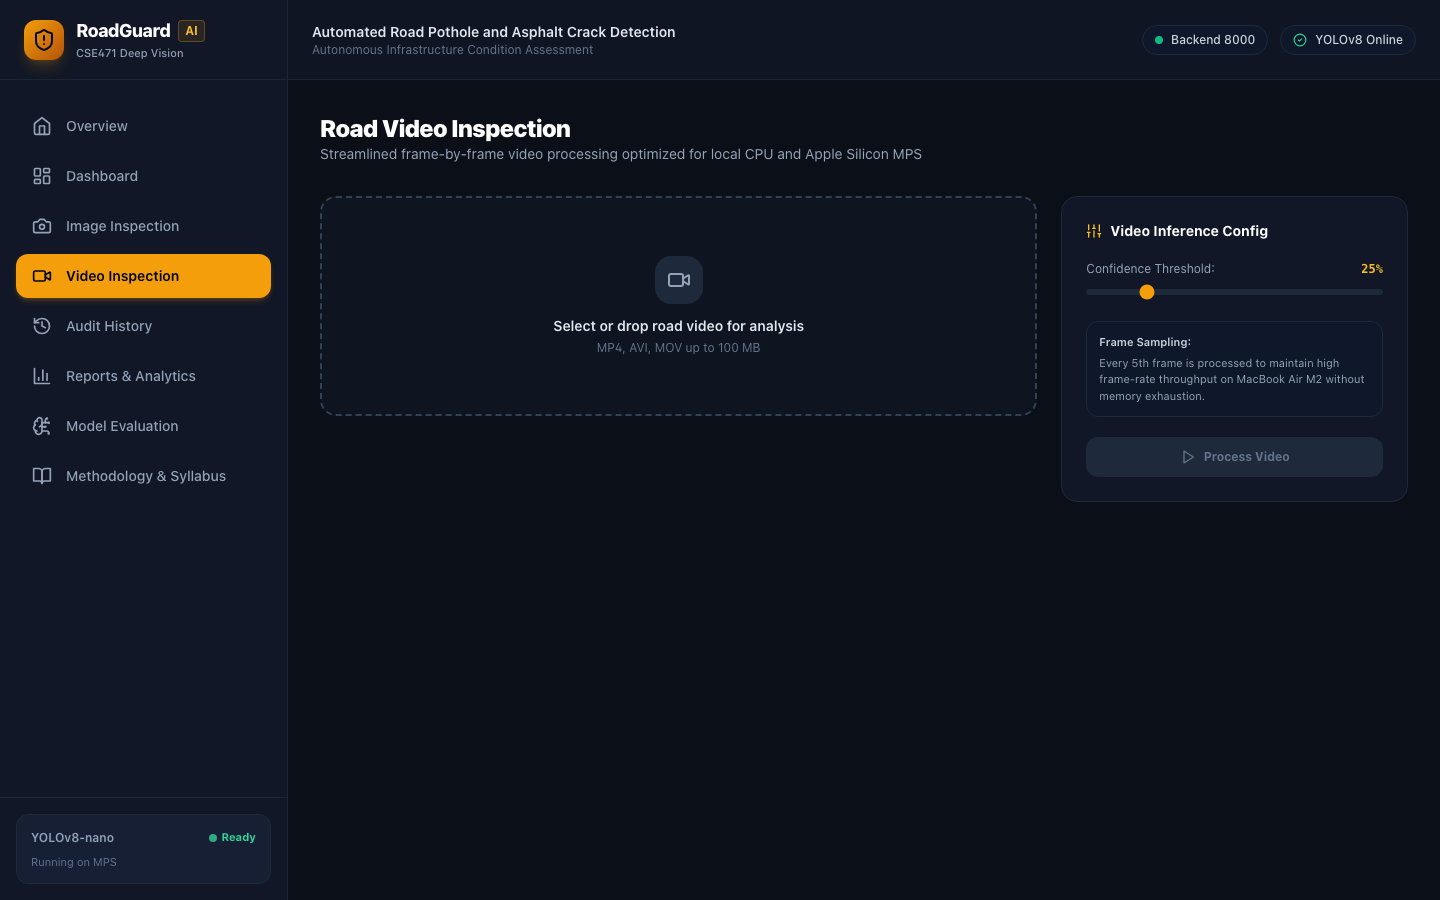 RoadGuard AI
CSE471 Deep Vision
Automated Road Pothole and Asphalt Crack Detection
Autonomous Infrastructure Condition Assessment
Backend 8000
YOLOv8 Online
Overview
Dashboard
Image Inspection
Video Inspection
Audit History
Reports & Analytics
Model Evaluation
Methodology & Syllabus
YOLOv8-nano
Ready
Running on MPS
Road Video Inspection
Streamlined frame-by-frame video processing optimized for local CPU and Apple Silicon MPS
Select or drop road video for analysis
MP4, AVI, MOV up to 100 MB
Video Inference Config
Confidence Threshold: 25%
Frame Sampling:
Every 5th frame is processed to maintain high
frame-rate throughput on MacBook Air M2 without
memory exhaustion.
Process Video